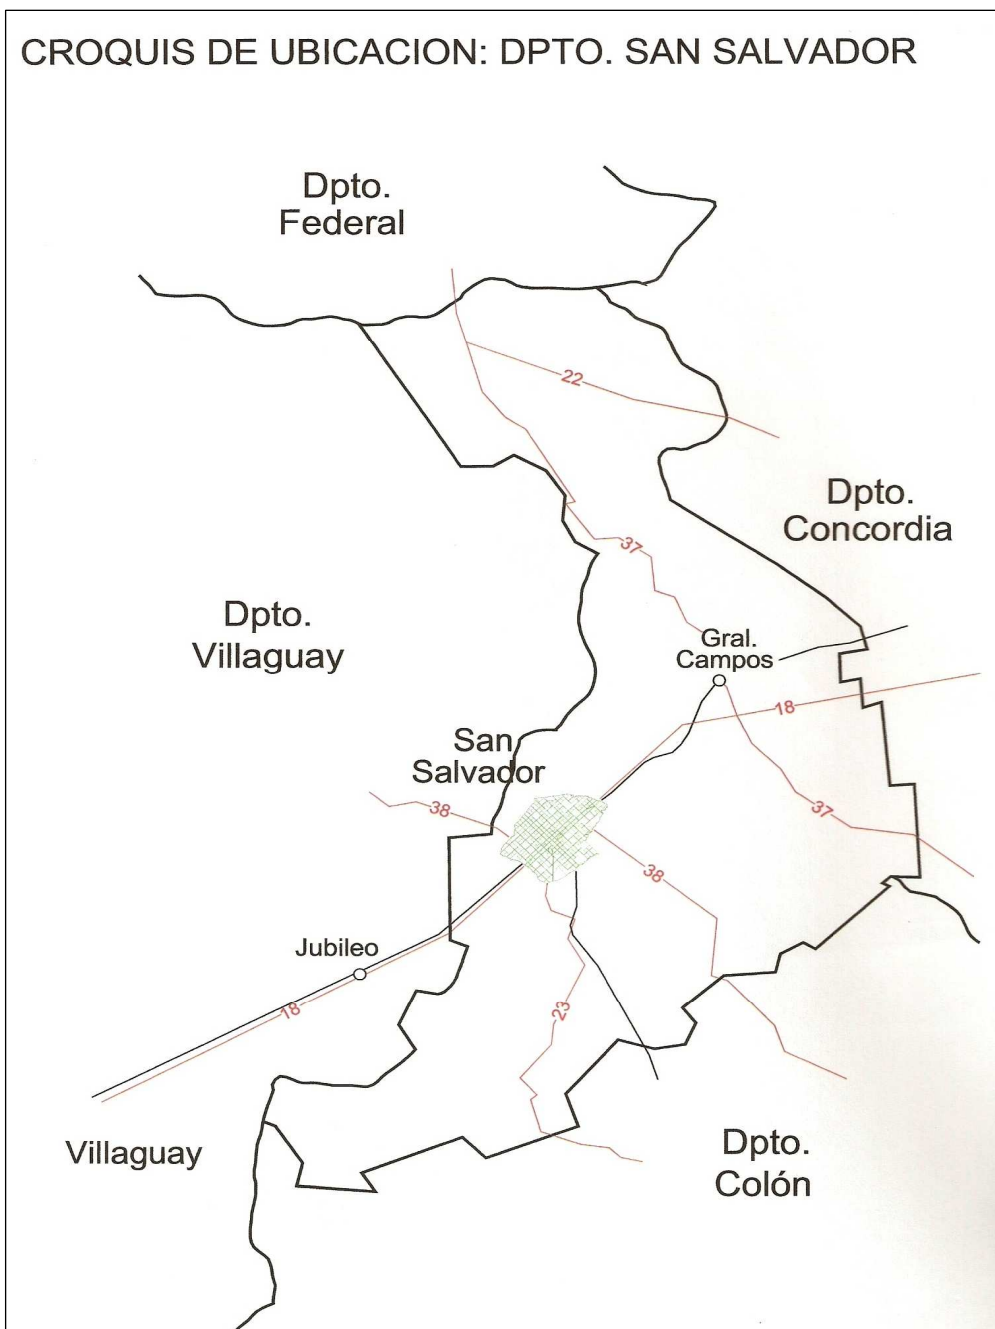 CROQUIS DE UBICACION: DPTO. SAN SALVADOR
Dpto.
Federal
22
Dpto.
Concordia
37
Dpto.
Villaguay
Gral.
Campos
18
San
Salvador
38
37
38
Jubileo
18
23
Villaguay
Dpto.
Colón